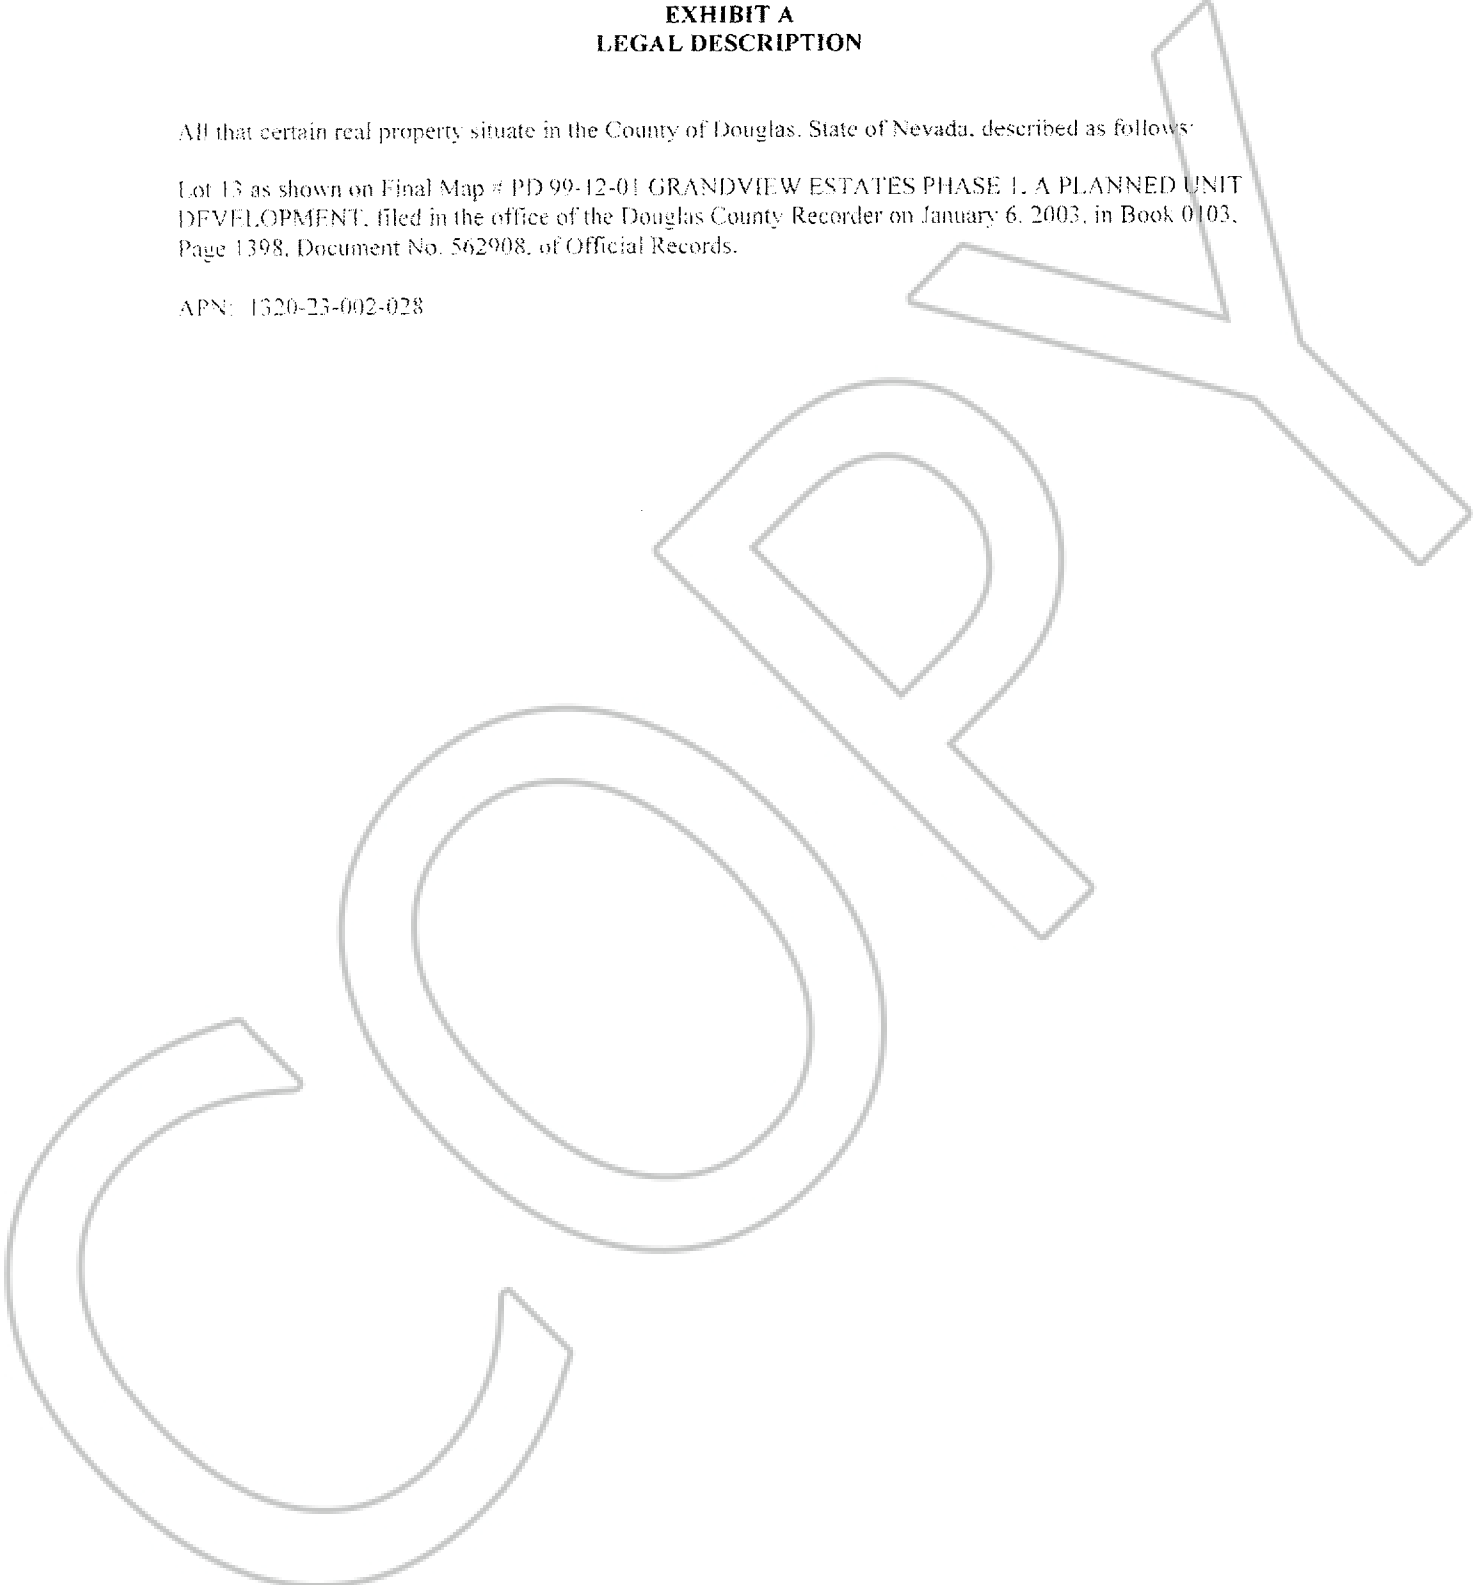 EXHIBIT A
LEGAL DESCRIPTION
All that certain real property situate in the County of Douglas, State of Nevada, described as follows:
Lot 13 as shown on Final Map # PD 99-12-01 GRANDVIEW ESTATES PHASE 1, A PLANNED UNIT
DEVELOPMENT, filed in the office of the Douglas County Recorder on January 6, 2003, in Book 0103,
Page 1398, Document No. 562908, of Official Records.
APN: 1320-23-002-028
COPY